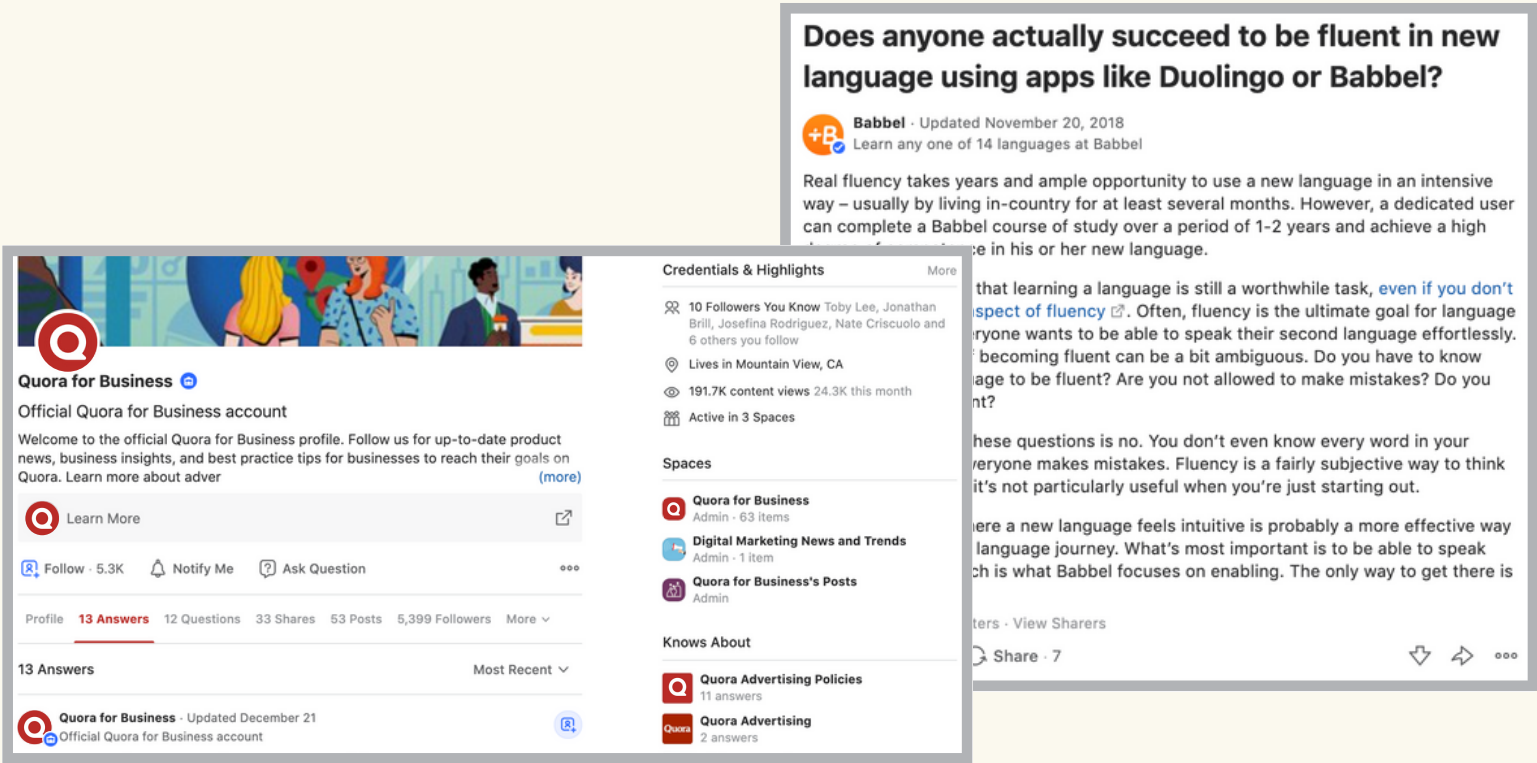 Does anyone actually succeed to be fluent in new
language using apps like Duolingo or Babbel?
+B
Babbel · Updated November 20, 2018
Learn any one of 14 languages at Babbel
Real fluency takes years and ample opportunity to use a new language in an intensive
way – usually by living in-country for at least several months. However, a dedicated user
can complete a Babbel course of study over a period of 1-2 years and achieve a high
in his or her new language.
that learning a language is still a worthwhile task, even if you don't
of fluency. Often, fluency is the ultimate goal for language
wants to be able to speak their second language effortlessly.
becoming fluent can be a bit ambiguous. Do you have to know
to be fluent? Are you not allowed to make mistakes? Do you
hese questions is no. You don't even know every word in your
makes mistakes. Fluency is a fairly subjective way to think
it's not particularly useful when you're just starting out.
ere a new language feels intuitive is probably a more effective way
language journey. What's most important is to be able to speak
is what Babbel focuses on enabling. The only way to get there is
· View Sharers
Share · 7
Quora for Business
Official Quora for Business account
Welcome to the official Quora for Business profile. Follow us for up-to-date product
news, business insights, and best practice tips for businesses to reach their goals on
Quora. Learn more about adver (more)
Learn More
Follow · 5.3K Notify Me Ask Question
Profile 13 Answers 12 Questions 33 Shares 53 Posts 5,399 Followers More
13 Answers Most Recent
Quora for Business · Updated December 21
Official Quora for Business account
Credentials & Highlights More
10 Followers You Know Toby Lee, Jonathan
Brill, Josefina Rodriguez, Nate Criscuolo and
6 others you follow
Lives in Mountain View, CA
191.7K content views 24.3K this month
Active in 3 Spaces
Spaces
Quora for Business
Admin · 63 items
Digital Marketing News and Trends
Admin · 1 item
Quora for Business's Posts
Admin
Knows About
Quora Advertising Policies
11 answers
Quora
Quora Advertising
2 answers